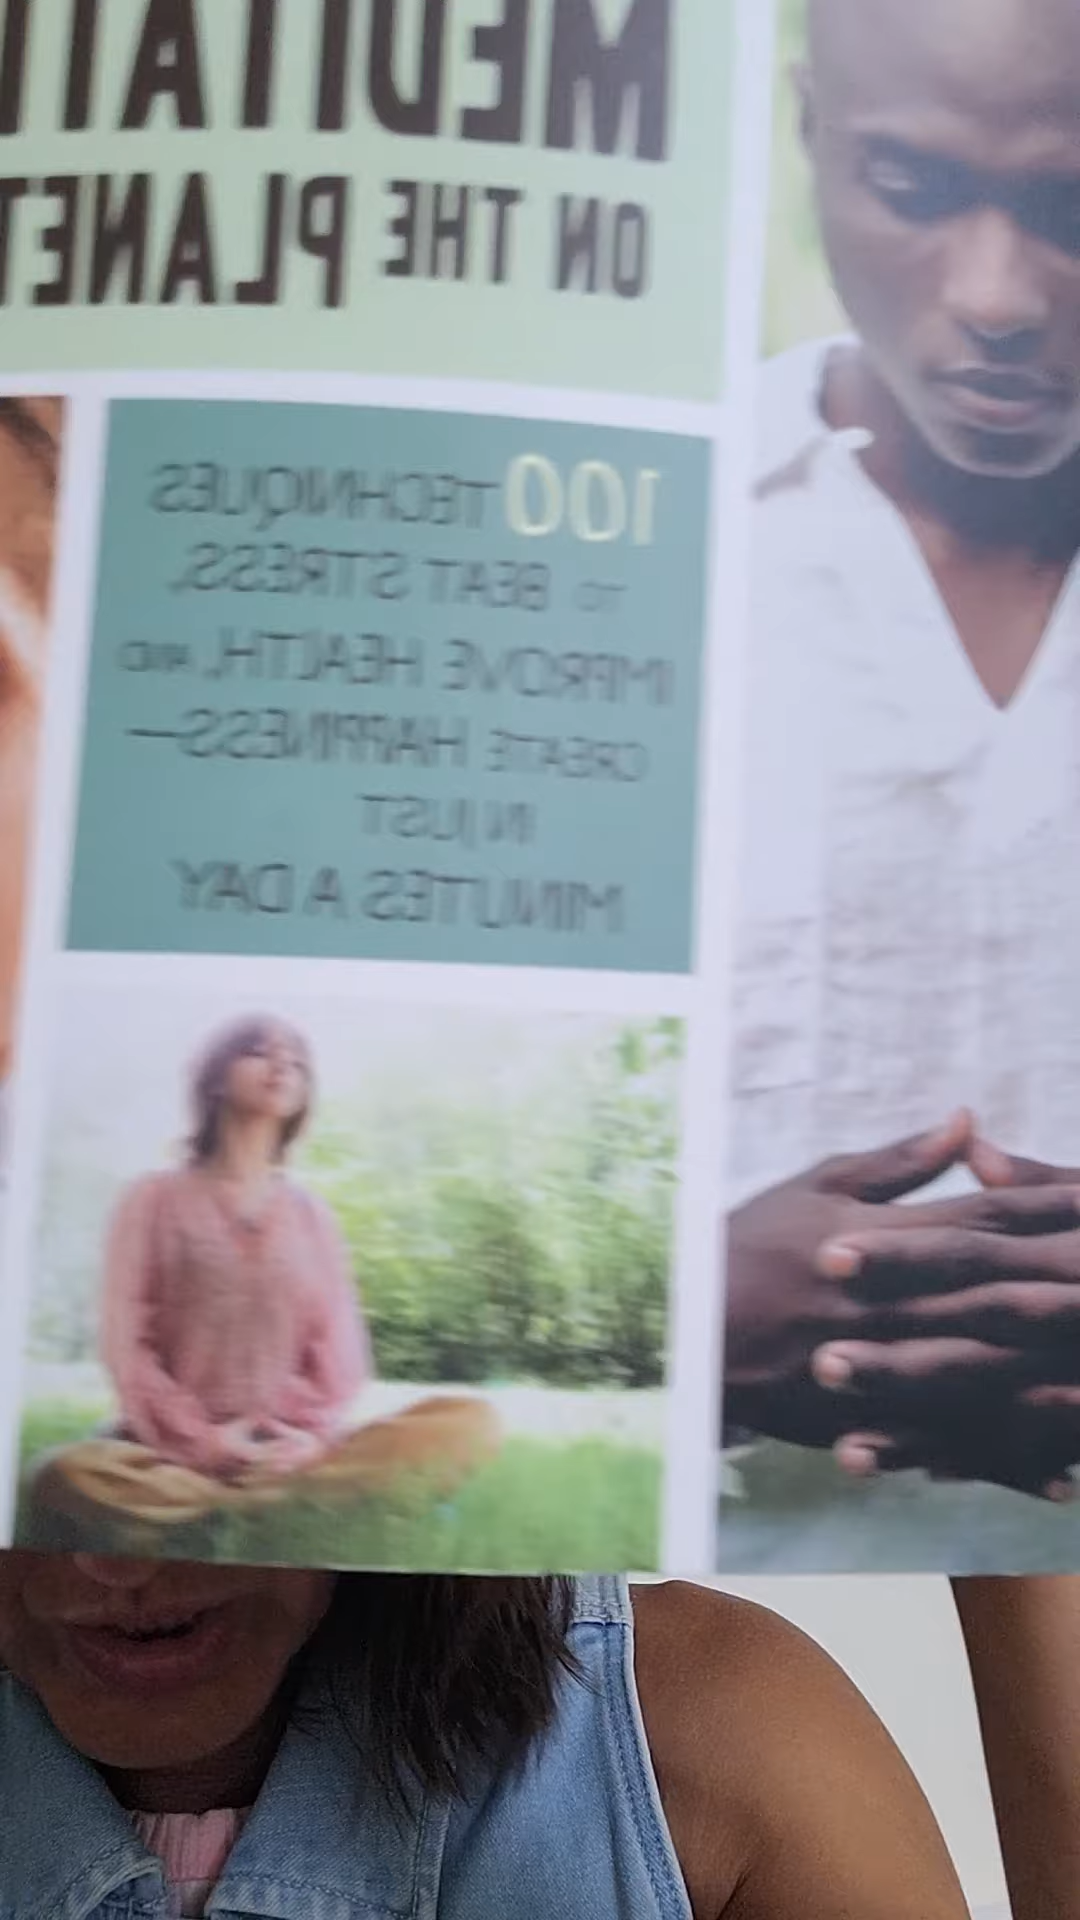 MEDITATI
ON THE PLANET
100 TECHNIQUES
TO BEAT STRESS,
IMPROVE HEALTH, AND
CREATE HAPPINESS—
IN JUST
MINUTES A DAY